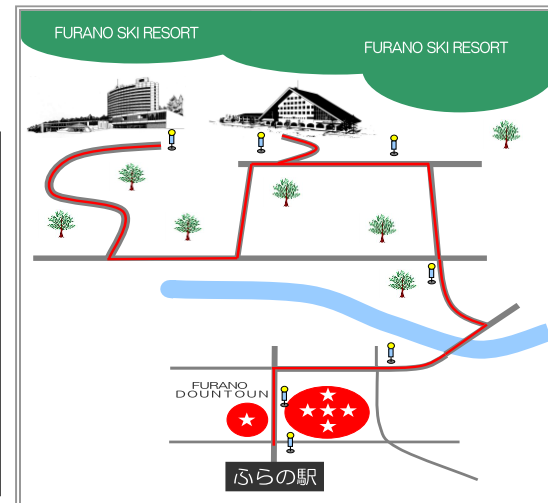 FURANO SKI RESORT
FURANO SKI RESORT
FURANO
DOUNTOUN
ふらの駅